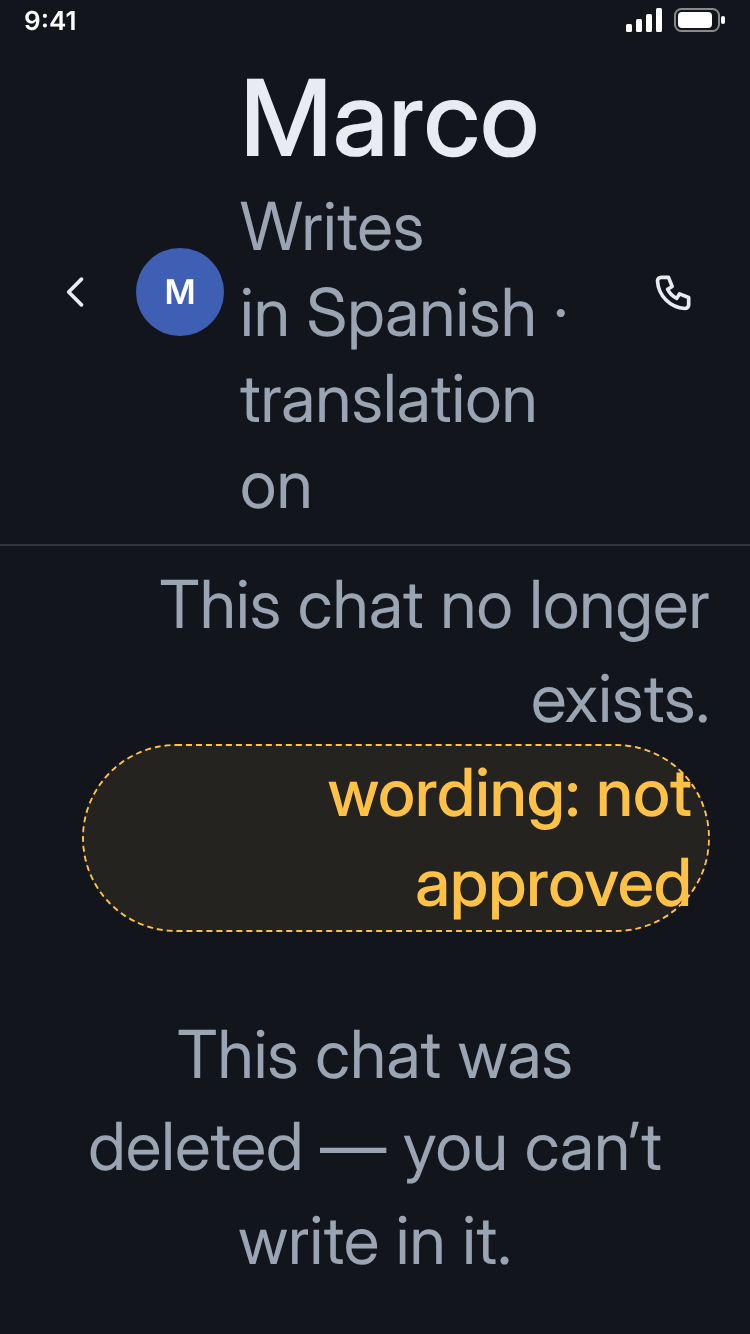 9:41
Marco
Writes
in Spanish ·
translation
on
M
This chat no longer
exists.
wording: not
approved
This chat was
deleted — you can’t
write in it.